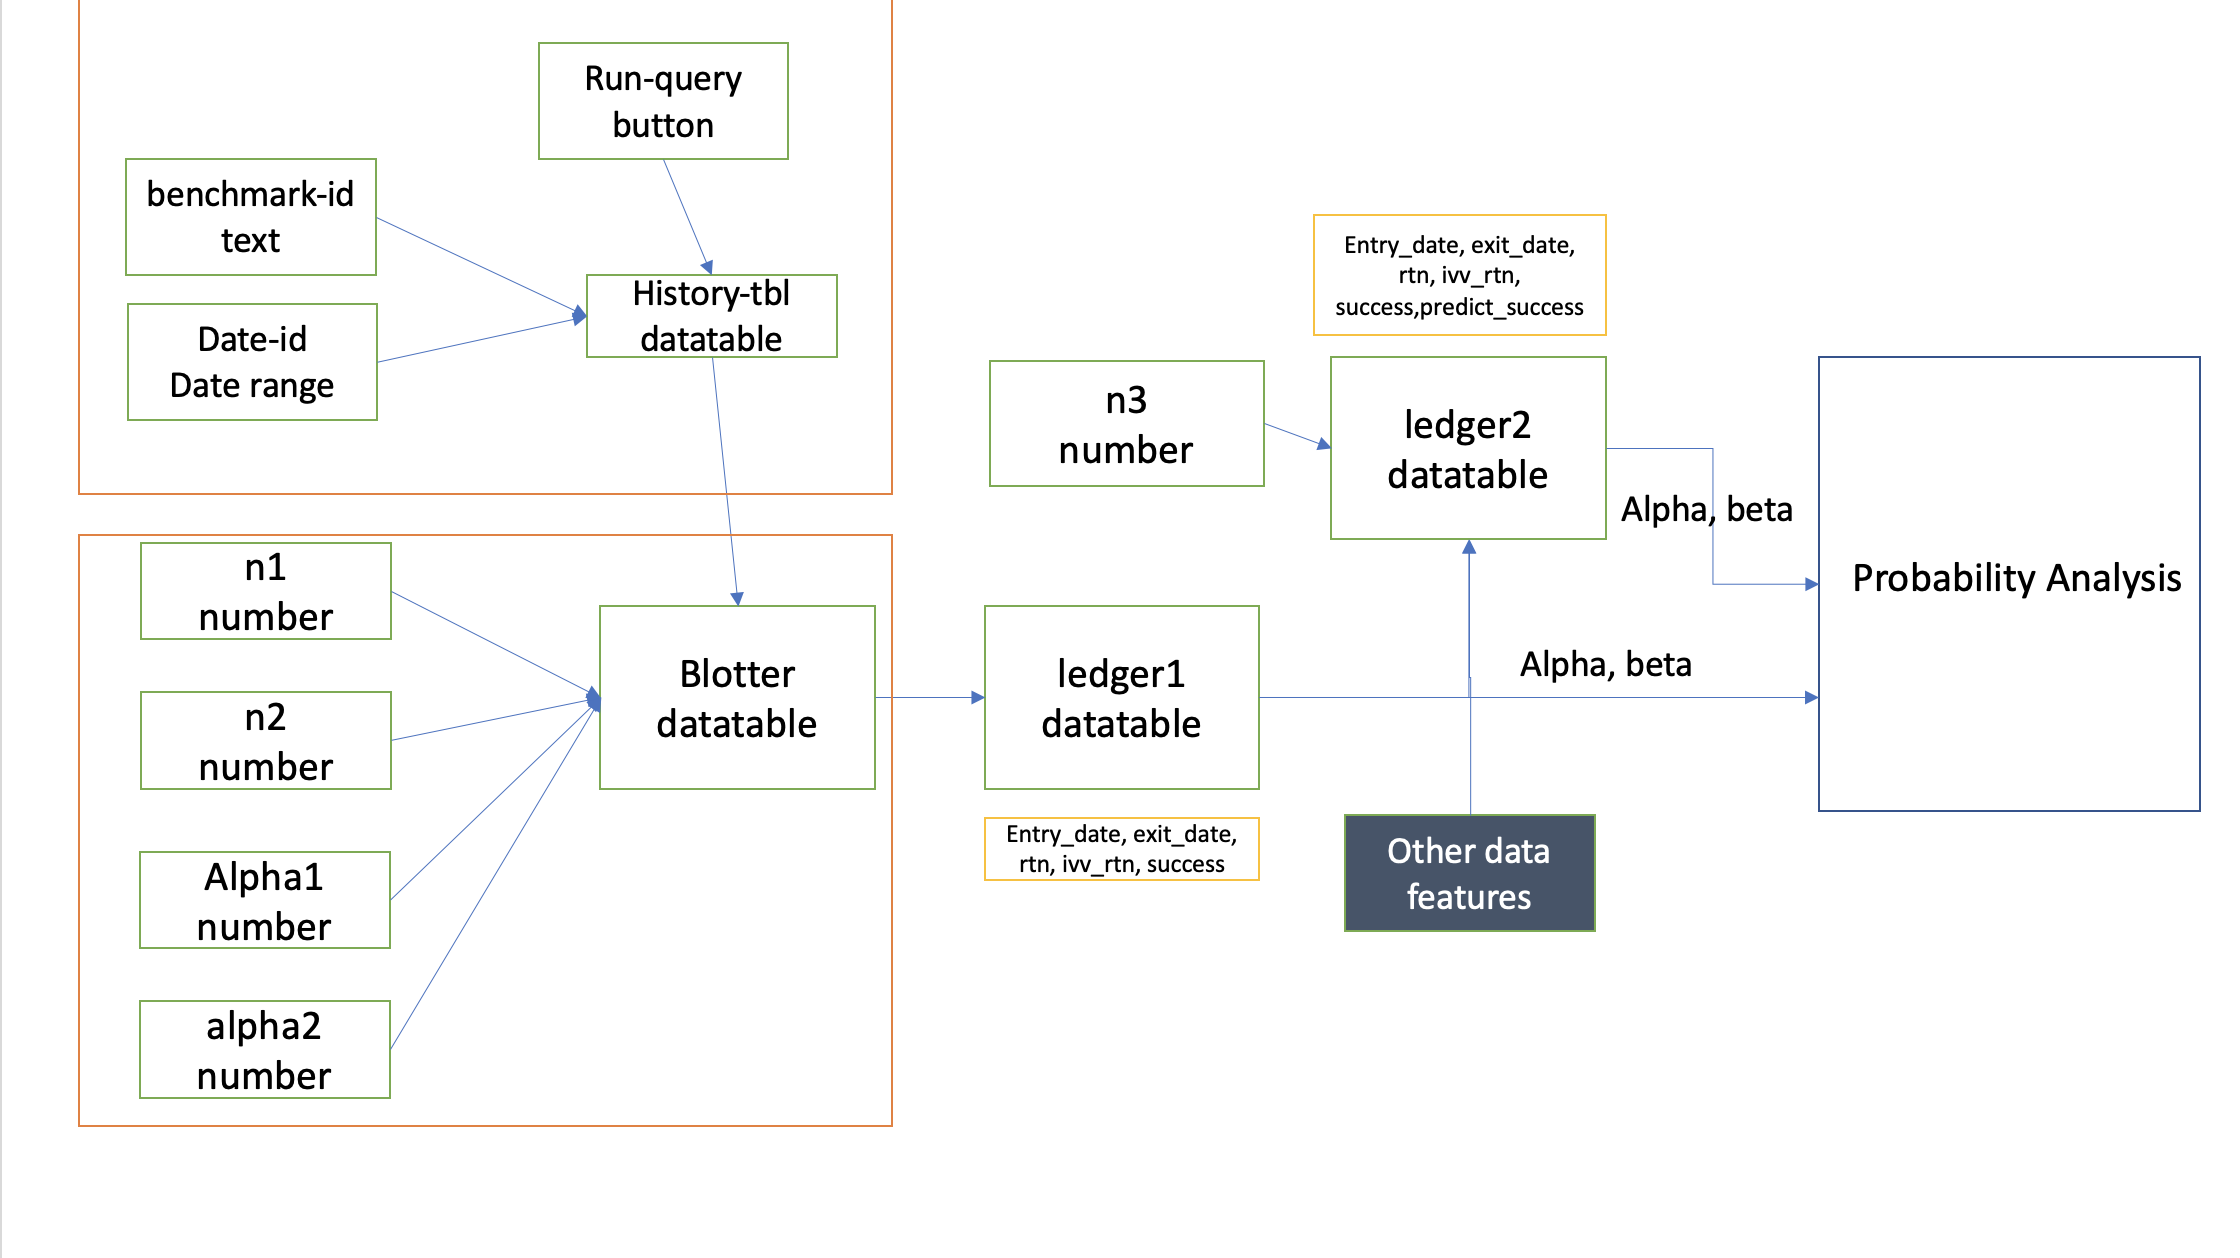 Run-query
button
benchmark-id
text
History-tbl
datatable
Date-id
Date range
Entry_date, exit_date,
rtn, ivv_rtn,
success,predict_success
n3
number
ledger2
datatable
Alpha, beta
Probability Analysis
n1
number
n2
number
Alpha1
number
alpha2
number
Blotter
datatable
ledger1
datatable
Alpha, beta
Entry_date, exit_date,
rtn, ivv_rtn, success
Other data
features